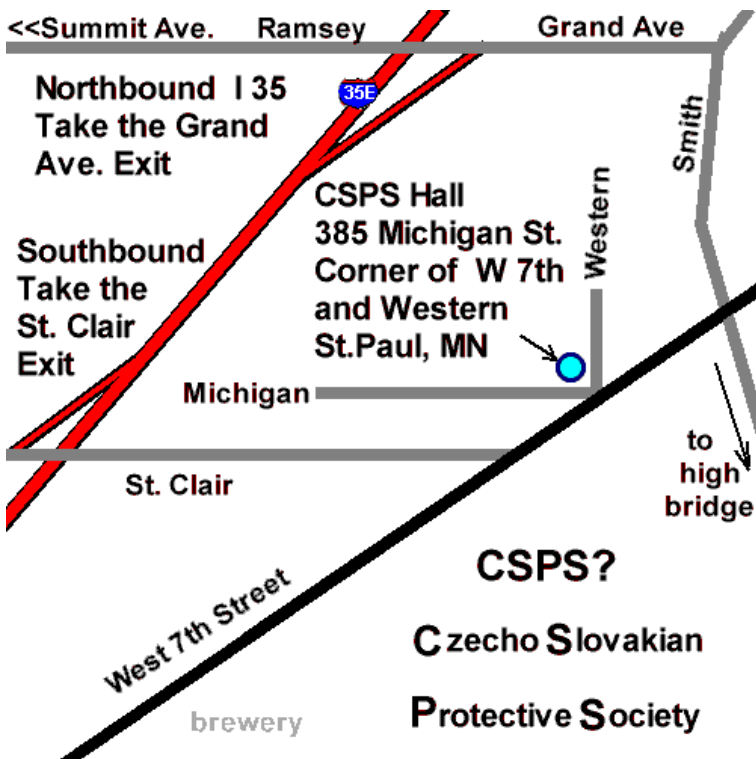 <<Summit Ave. Ramsey Grand Ave
Northbound I 35
Take the Grand
Ave. Exit
35E
Smith
CSPS Hall
385 Michigan St.
Corner of W 7th
and Western
St.Paul, MN
Western
Southbound
Take the
St. Clair
Exit
Michigan
St. Clair
to
high
bridge
West 7th Street
brewery
CSPS?
Czecho Slovakian
Protective Society